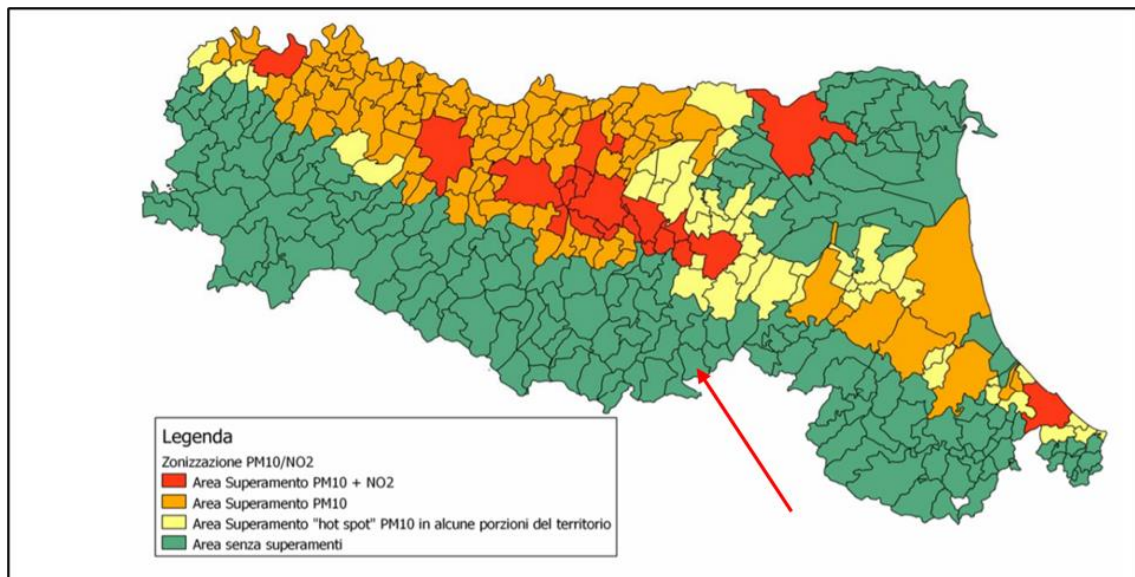 Legenda
Zonizzazione PM10/NO2
Area Superamento PM10 + NO2
Area Superamento PM10
Area Superamento "hot spot" PM10 in alcune porzioni del territorio
Area senza superamenti